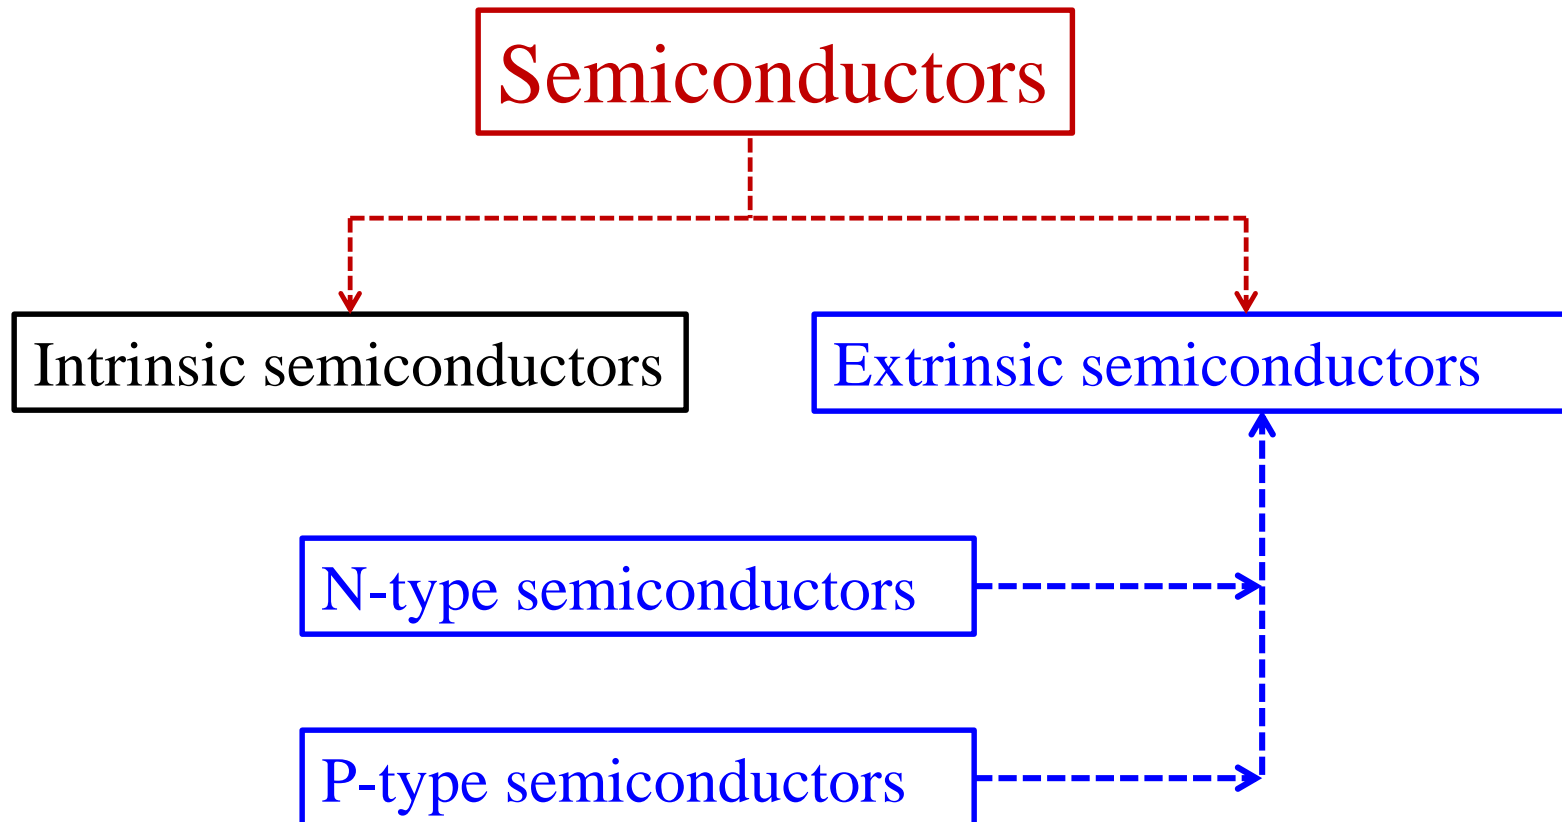 Semiconductors
Intrinsic semiconductors
Extrinsic semiconductors
N-type semiconductors
P-type semiconductors